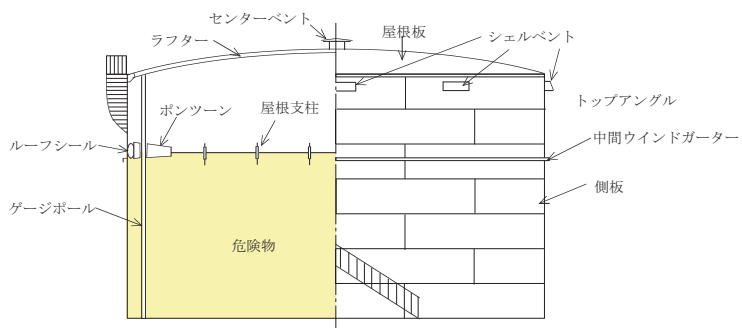 センターベント
屋根板
ラフター
シェルベント
トップアングル
ポンツーン
屋根支柱
中間ウインドガーター
ルーフシール
側板
ゲージポール
危険物